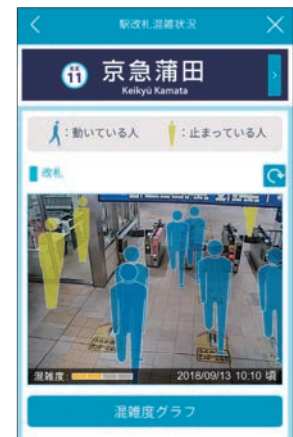 駅改札混雑状況
11
京急蒲田
Keikyū Kamata
：動いている人
：止まっている人
改札
混雑度：
2018/09/13 10:10 頃
混雑度グラフ